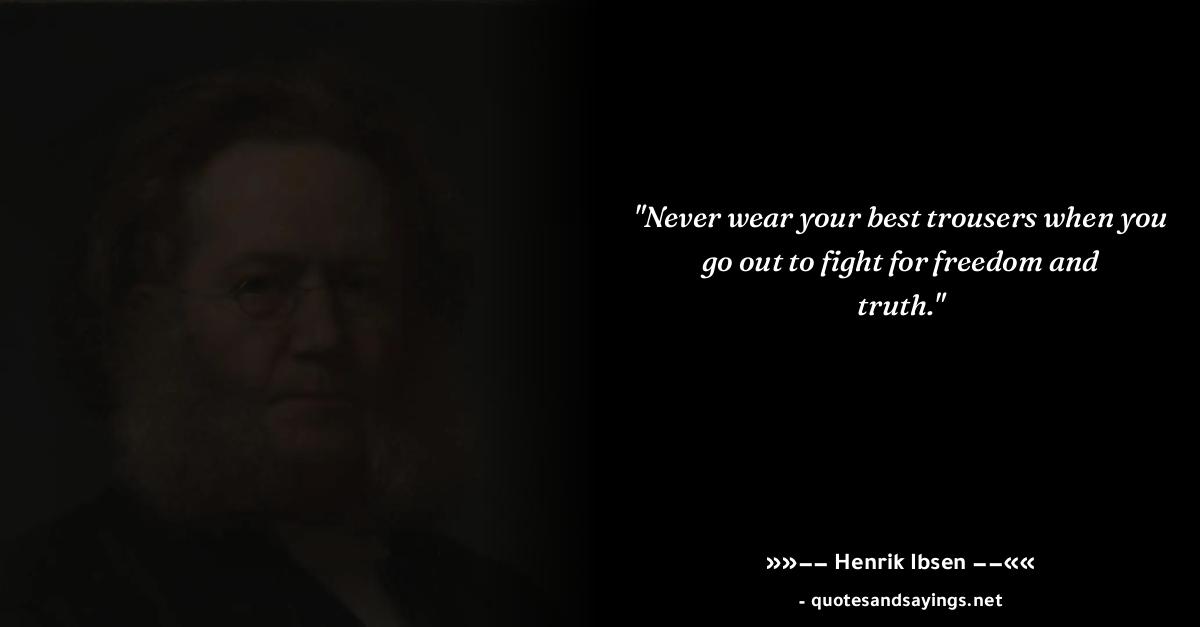 "Never wear your best trousers when you
go out to fight for freedom and
truth."
»»−− Henrik Ibsen −−««
- quotesandsayings.net